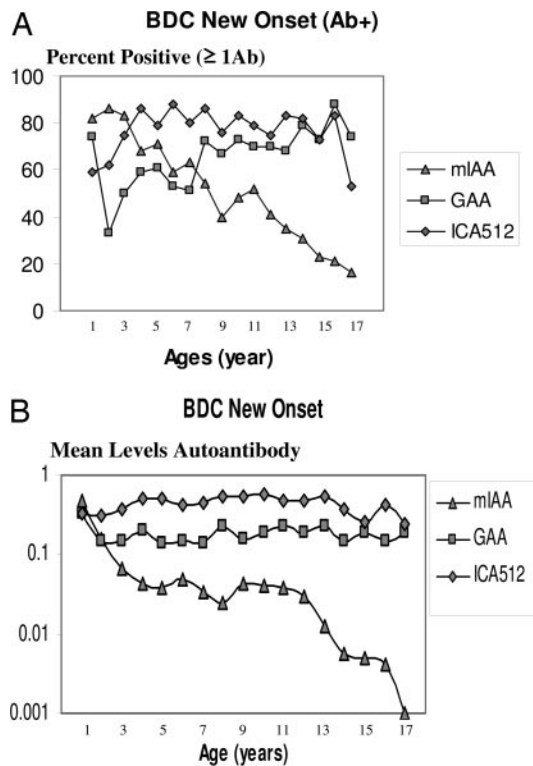 A
BDC New Onset (Ab+)
Percent Positive (≥ 1Ab)
100
80
60
40
20
0
1 3 5 7 9 11 13 15 17
Ages (year)
mIAA
GAA
ICA512
B
BDC New Onset
Mean Levels Autoantibody
1
0.1
0.01
0.001
1 3 5 7 9 11 13 15 17
Age (years)
mIAA
GAA
ICA512